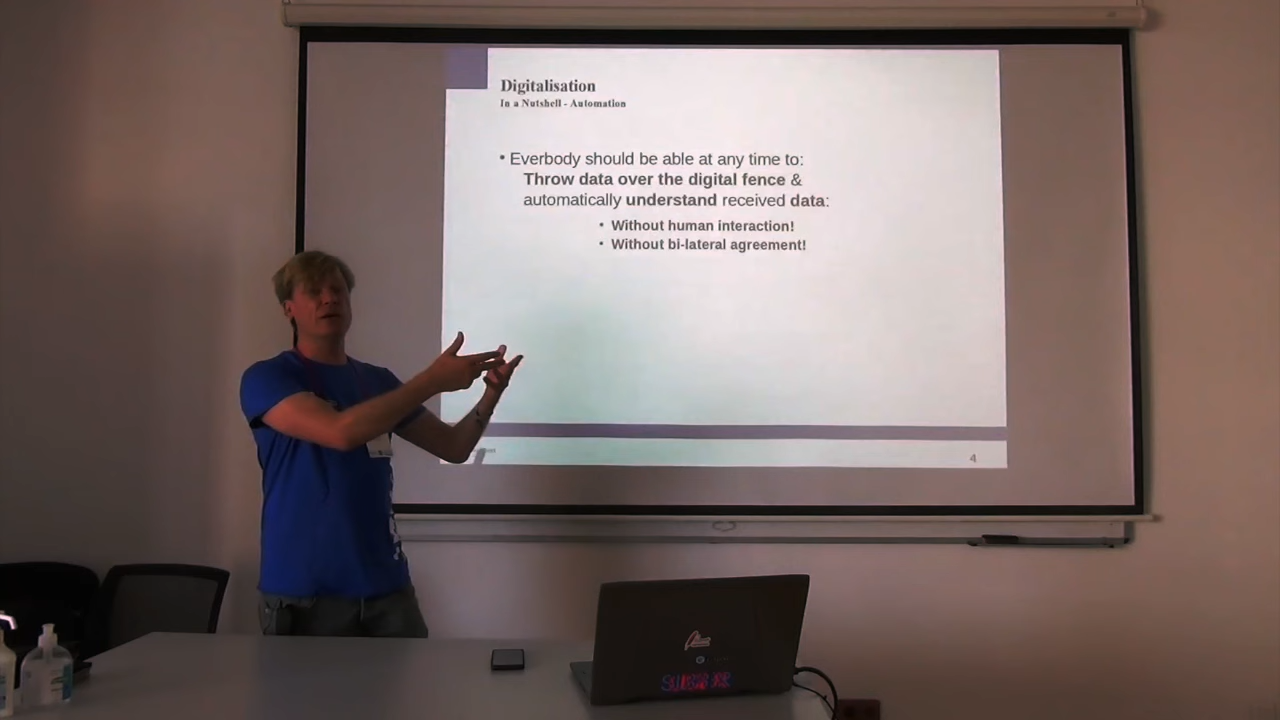 Digitalisation
In a Nutshell - Automation
• Everbody should be able at any time to:
Throw data over the digital fence &
automatically understand received data:
• Without human interaction!
• Without bi-lateral agreement!
4